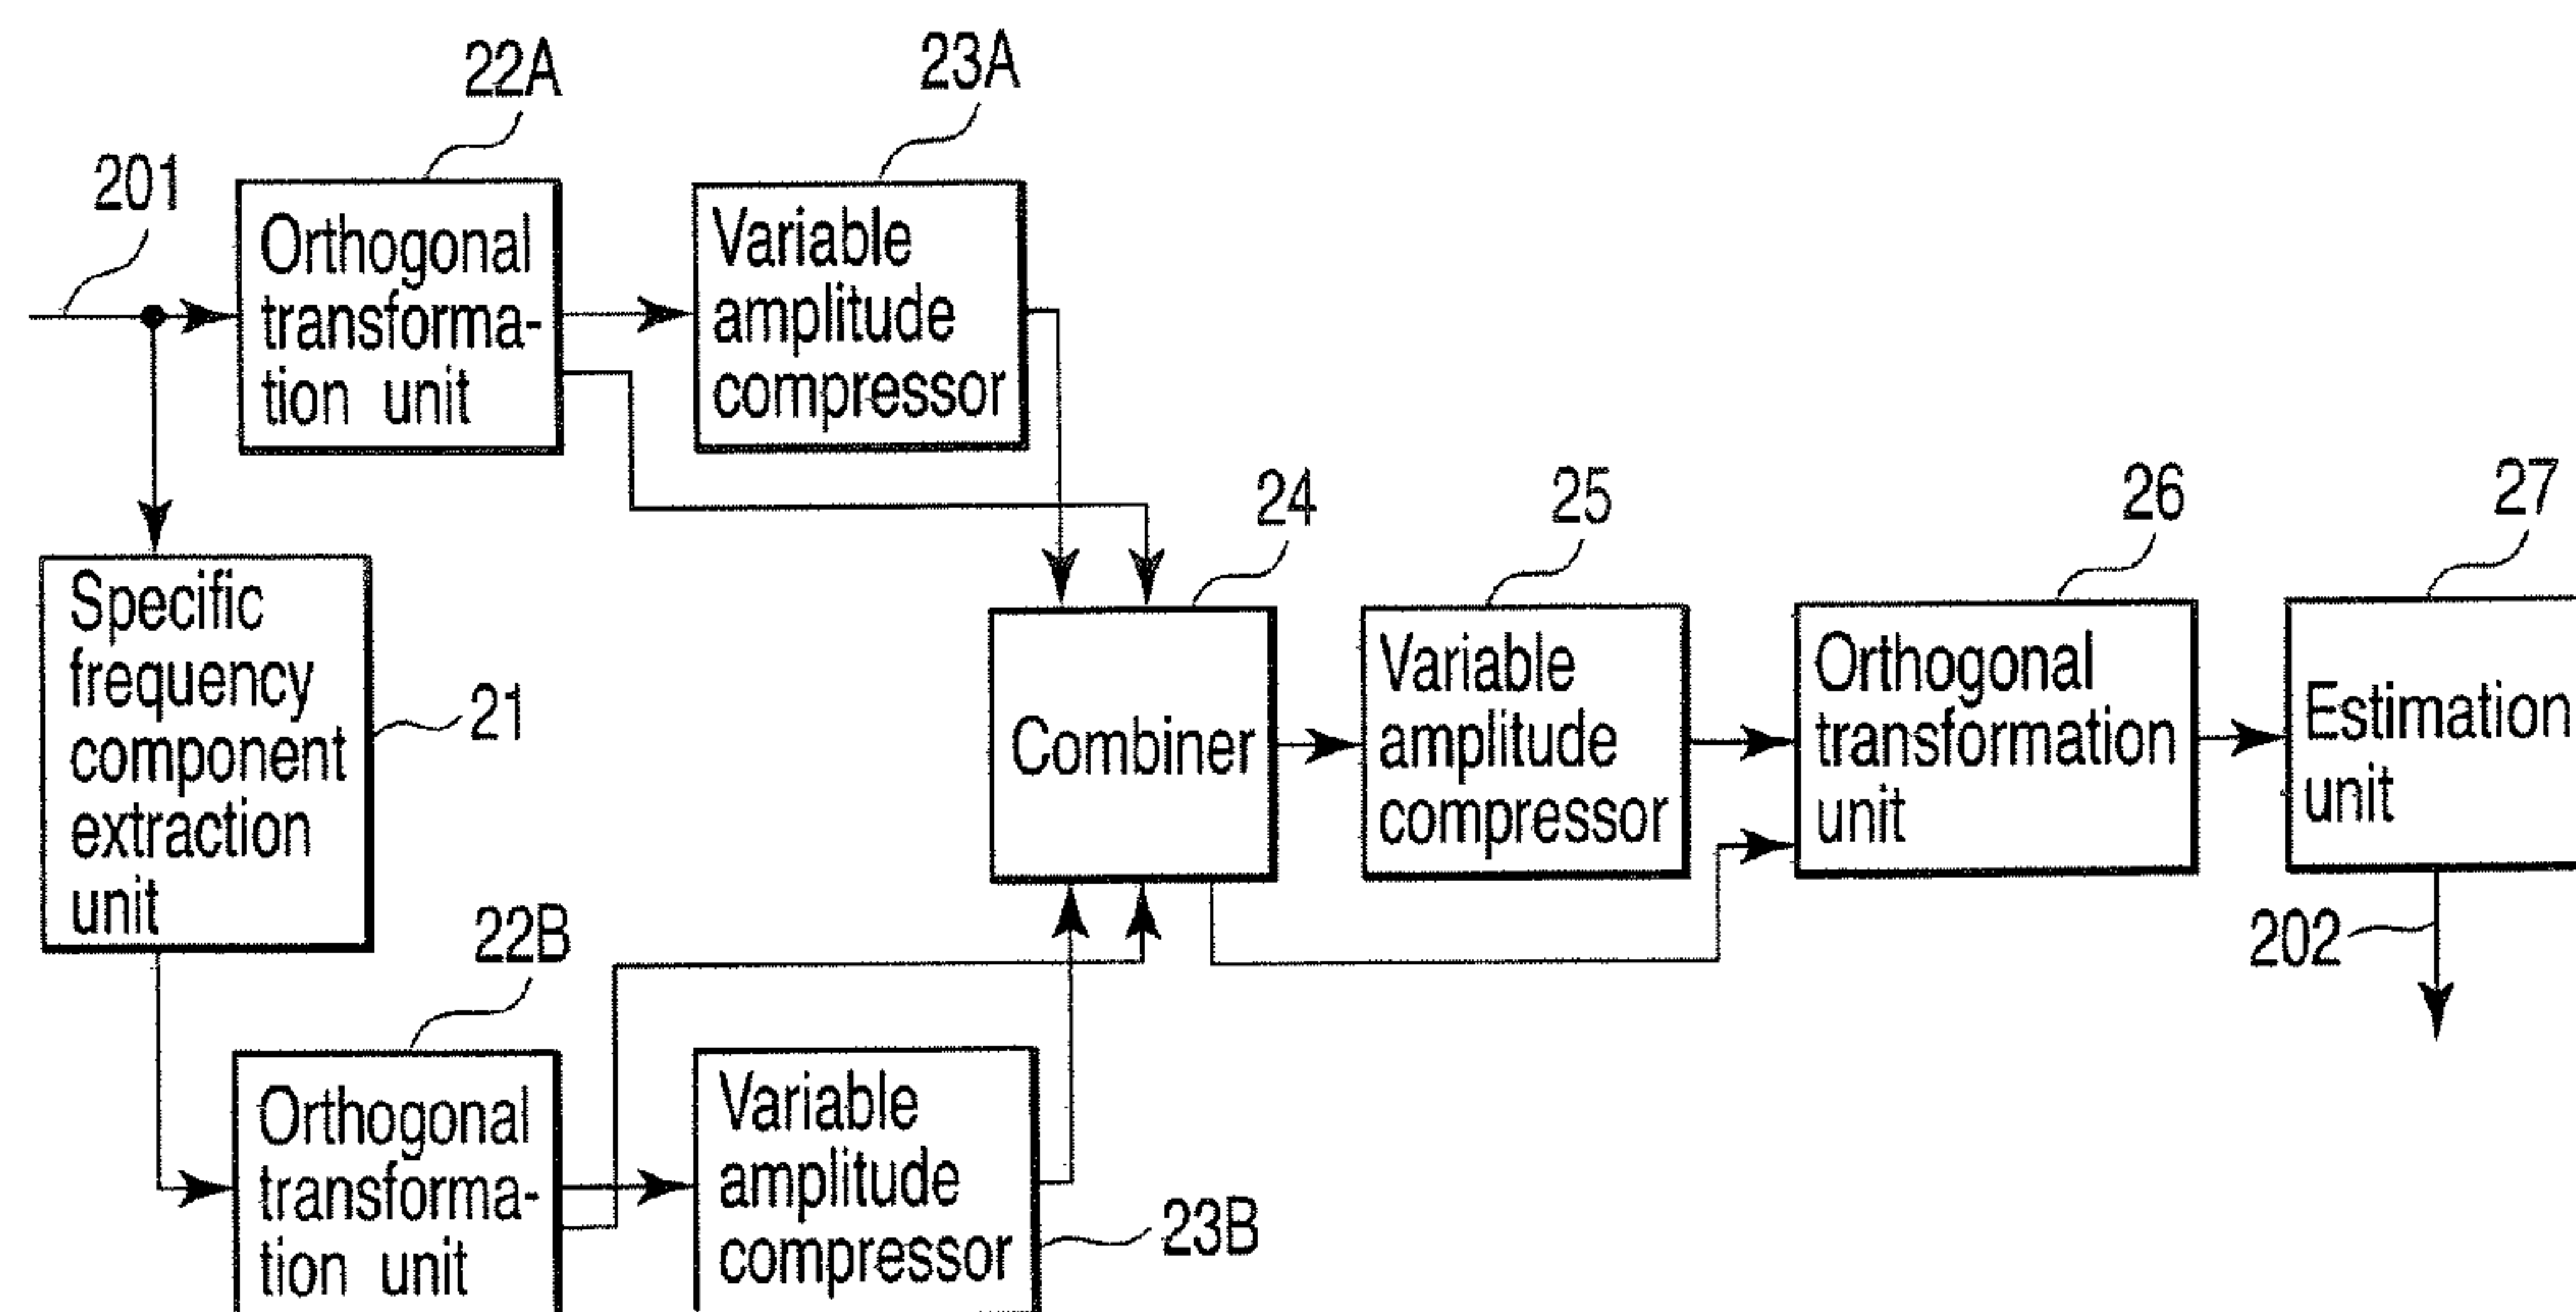 22A
23A
201
Orthogonal
transforma-
tion unit
Variable
amplitude
compressor
Specific
frequency
component
extraction
unit
21
24
25
26
27
Combiner
Variable
amplitude
compressor
Orthogonal
transformation
unit
Estimation
unit
202
22B
Orthogonal
transforma-
tion unit
Variable
amplitude
compressor
23B